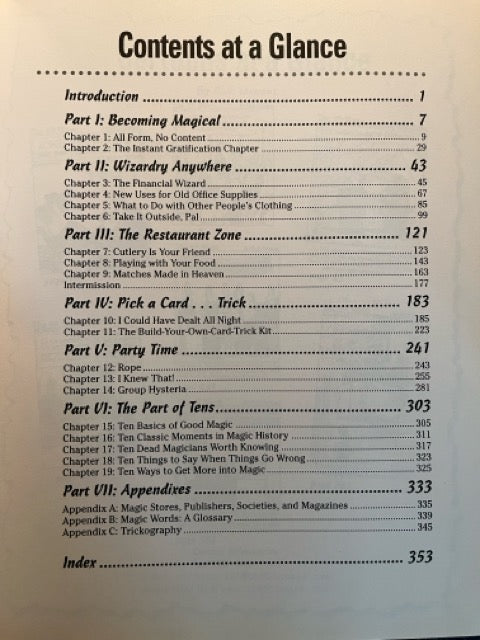 Contents at a Glance
Introduction ... 1
Part I: Becoming Magical ... 7
Chapter 1: All Form, No Content ... 9
Chapter 2: The Instant Gratification Chapter ... 29
Part II: Wizardry Anywhere ... 43
Chapter 3: The Financial Wizard ... 45
Chapter 4: New Uses for Old Office Supplies ... 67
Chapter 5: What to Do with Other People's Clothing ... 85
Chapter 6: Take It Outside, Pal ... 99
Part III: The Restaurant Zone ... 121
Chapter 7: Cutlery Is Your Friend ... 123
Chapter 8: Playing with Your Food ... 143
Chapter 9: Matches Made in Heaven ... 163
Intermission ... 177
Part IV: Pick a Card . . . Trick ... 183
Chapter 10: I Could Have Dealt All Night ... 185
Chapter 11: The Build-Your-Own-Card-Trick Kit ... 223
Part V: Party Time ... 241
Chapter 12: Rope ... 243
Chapter 13: I Knew That! ... 255
Chapter 14: Group Hysteria ... 281
Part VI: The Part of Tens ... 303
Chapter 15: Ten Basics of Good Magic ... 305
Chapter 16: Ten Classic Moments in Magic History ... 311
Chapter 17: Ten Dead Magicians Worth Knowing ... 317
Chapter 18: Ten Things to Say When Things Go Wrong ... 323
Chapter 19: Ten Ways to Get More into Magic ... 325
Part VII: Appendixes ... 333
Appendix A: Magic Stores, Publishers, Societies, and Magazines ... 335
Appendix B: Magic Words: A Glossary ... 339
Appendix C: Trickography ... 345
Index ... 353